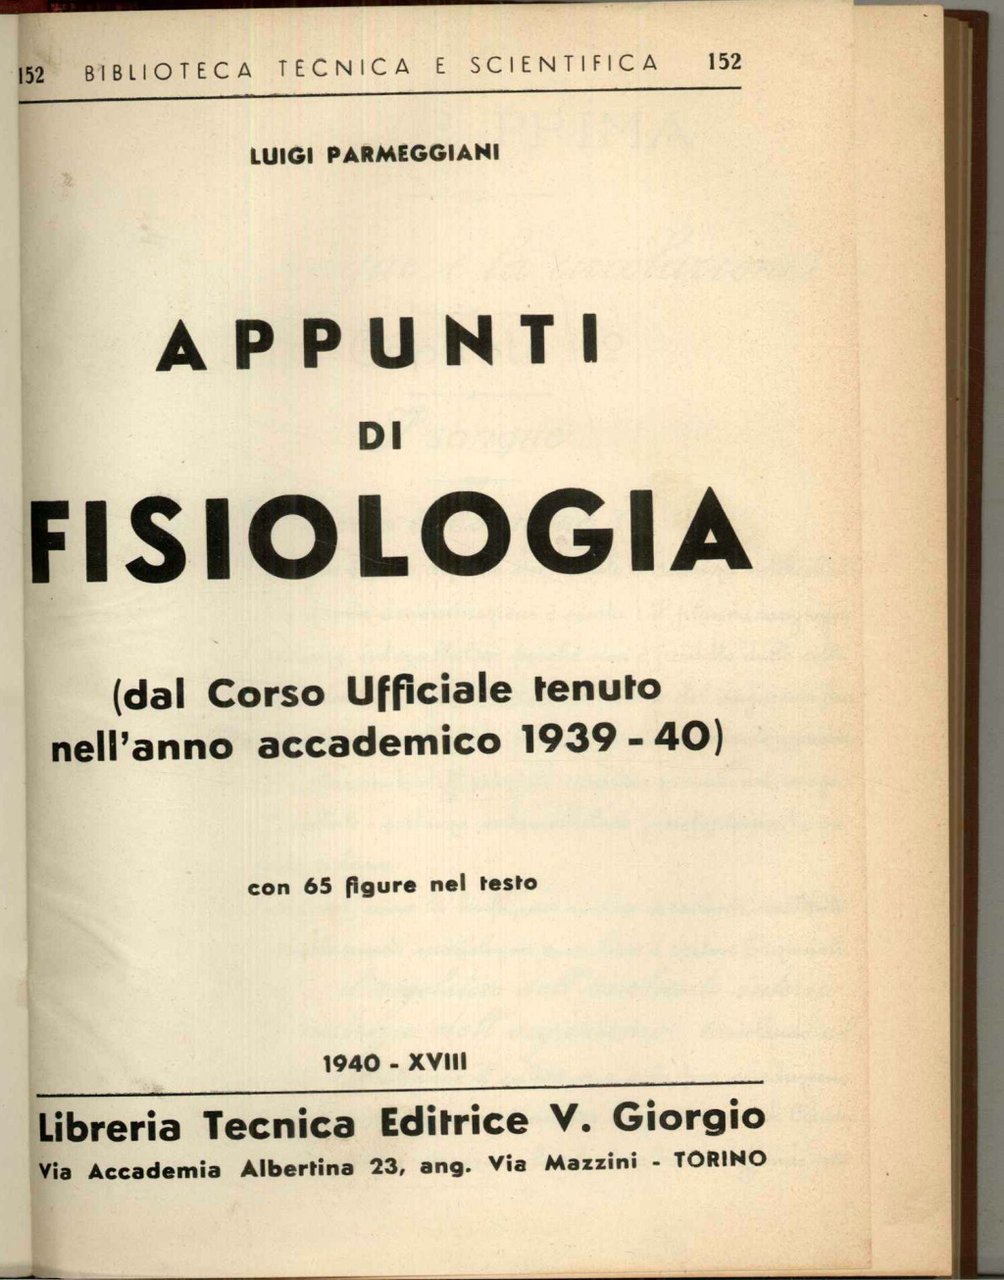 152 BIBLIOTECA TECNICA E SCIENTIFICA 152
LUIGI PARMEGGIANI
APPUNTI
DI
FISIOLOGIA
(dal Corso Ufficiale tenuto
nell'anno accademico 1939 - 40)
con 65 figure nel testo
1940 - XVIII
Libreria Tecnica Editrice V. Giorgio
Via Accademia Albertina 23, ang. Via Mazzini - TORINO